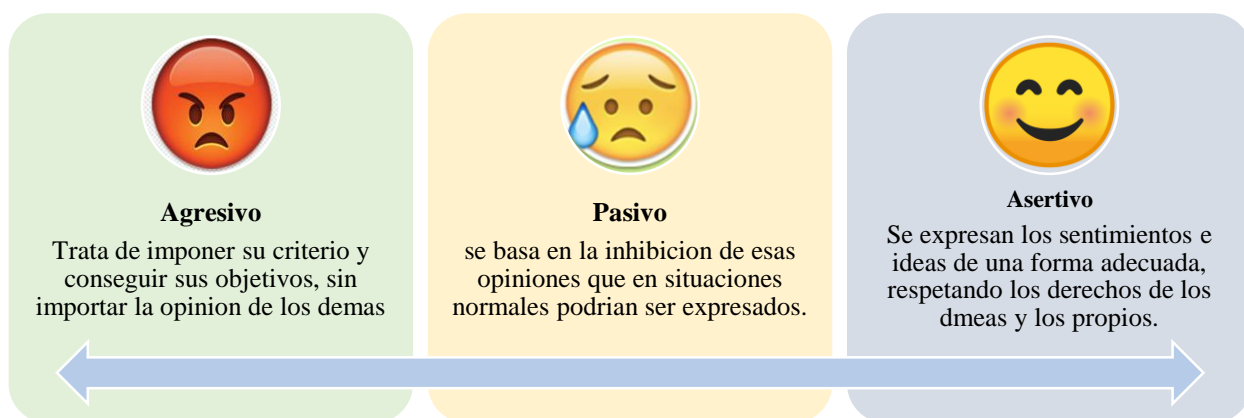 Agresivo
Trata de imponer su criterio y
conseguir sus objetivos, sin
importar la opinion de los demas
Pasivo
se basa en la inhibicion de esas
opiniones que en situaciones
normales podrian ser expresados.
Asertivo
Se expresan los sentimientos e
ideas de una forma adecuada,
respetando los derechos de los
dmeas y los propios.